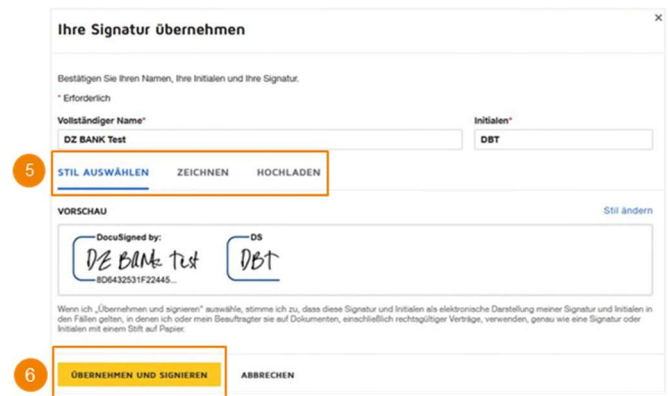 ×
Ihre Signatur übernehmen
Bestätigen Sie Ihren Namen, Ihre Initialen und Ihre Signatur.
* Erforderlich
Vollständiger Name* Initialen*
DZ BANK Test DBT
5 STIL AUSWÄHLEN ZEICHNEN HOCHLADEN
VORSCHAU Stil ändern
DocuSigned by: DS
DZ BANK Test DBT
8D6432531F22445...
Wenn ich „Übernehmen und signieren" auswähle, stimme ich zu, dass diese Signatur und Initialen als elektronische Darstellung meiner Signatur und Initialen in
den Fällen gelten, in denen ich oder mein Beauftragter sie auf Dokumenten, einschließlich rechtsgültiger Verträge, verwenden, genau wie eine Signatur oder
Initialen mit einem Stift auf Papier.
6 ÜBERNEHMEN UND SIGNIEREN ABBRECHEN